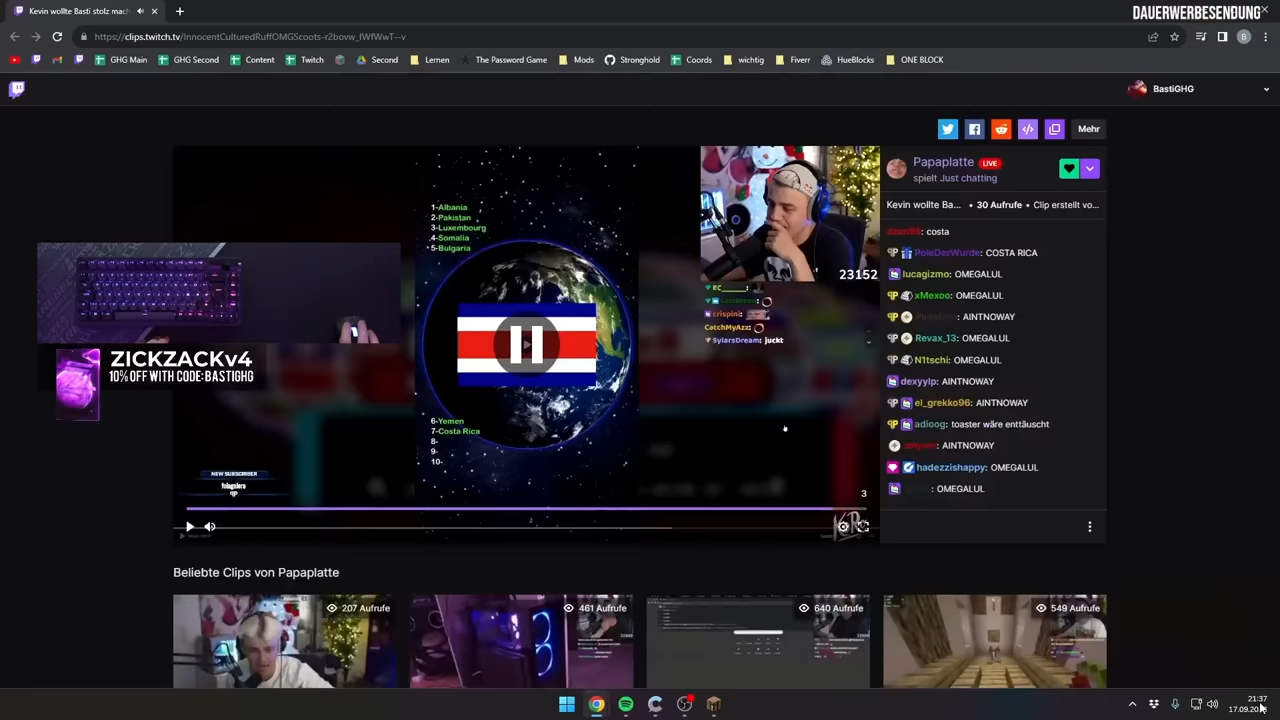 Kevin wollte Basti stolz mach
DAUERWERBESENDUNG
https://clips.twitch.tv/InnocentCulturedRuffOMGScoots-r2bovw_fWfWwT--v
GHG Main
GHG Second
Content
Twitch
Second
Lernen
The Password Game
Mods
Stronghold
Coords
wichtig
Fiverr
HueBlocks
ONE BLOCK
BastiGHG
Mehr
Papaplatte LIVE
spielt Just chatting
Kevin wollte Ba... • 30 Aufrufe • Clip erstellt vo...
1-Albania
2-Pakistan
3-Luxembourg
4-Somalia
5-Bulgaria
6-Yemen
7-Costa Rica
8-
9-
10-
23152
EC_____:
crispini:
CatchMyAzz:
SylarsDream: juckt
: costa
PoleDerWurde: COSTA RICA
lucagizmo: OMEGALUL
xMexoo: OMEGALUL
: AINTNOWAY
Revax_13: OMEGALUL
N1tschi: OMEGALUL
dexyylp: AINTNOWAY
el_grekko96: AINTNOWAY
adioog: toaster wäre enttäuscht
: AINTNOWAY
hadezzishappy: OMEGALUL
: OMEGALUL
ZICKZACKv4
10% OFF WITH CODE:BASTIGHG
NEW SUBSCRIBER
3
Beliebte Clips von Papaplatte
207 Aufrufe
461 Aufrufe
640 Aufrufe
549 Aufrufe
21:37